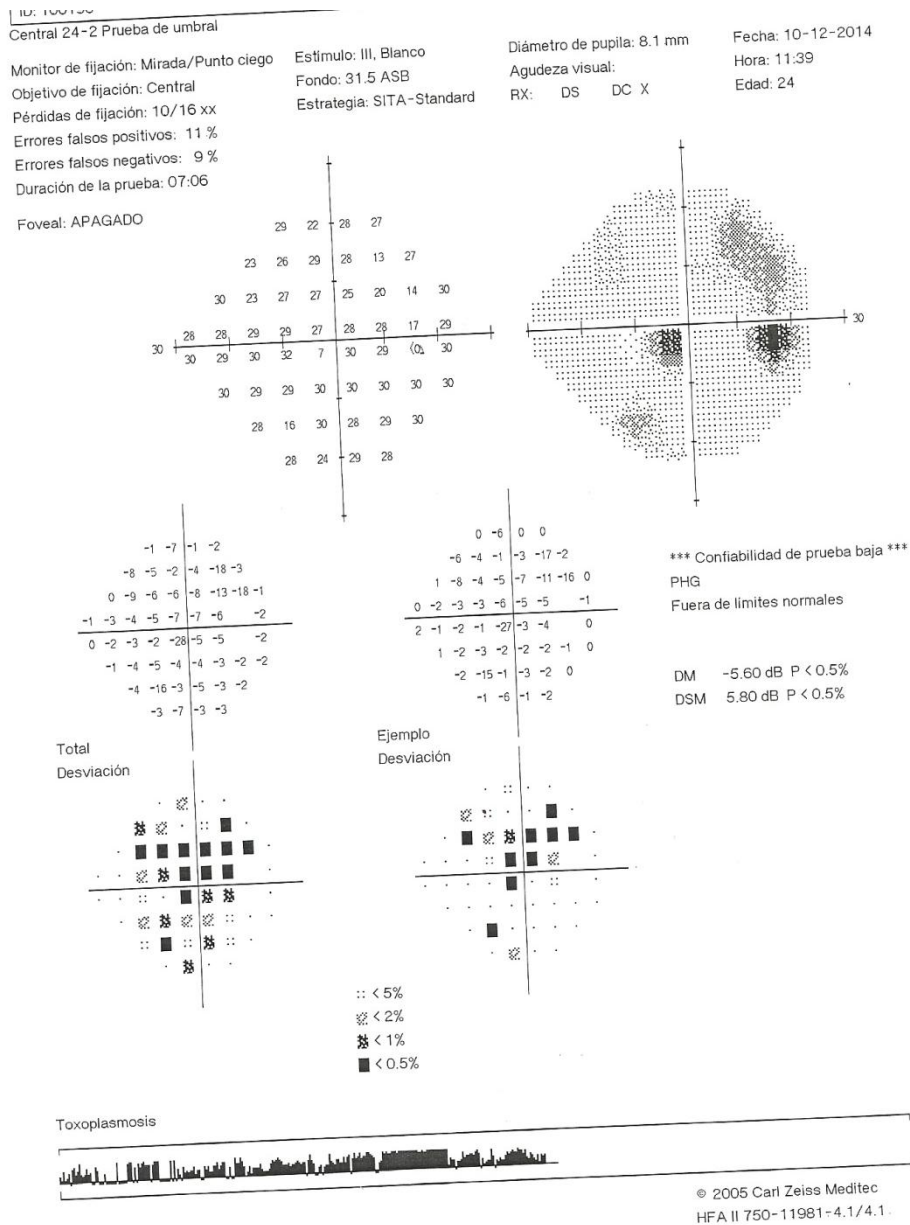 Central 24-2 Prueba de umbral
Monitor de fijación: Mirada/Punto ciego
Objetivo de fijación: Central
Pérdidas de fijación: 10/16 xx
Errores falsos positivos: 11 %
Errores falsos negativos: 9 %
Duración de la prueba: 07:06
Foveal: APAGADO
Estímulo: III, Blanco
Fondo: 31.5 ASB
Estrategia: SITA-Standard
Diámetro de pupila: 8.1 mm
Agudeza visual:
RX: DS DC X
Fecha: 10-12-2014
Hora: 11:39
Edad: 24
29 22 28 27
23 26 29 28 13 27
30 23 27 27 25 20 14 30
28 28 29 29 27 28 28 17 29
30
30 29 30 32 7 30 29 <0 30
30 29 29 30 30 30 30 30
28 16 30 28 29 30
28 24 29 28
30
-1 -7 -1 -2
-8 -5 -2 -4 -18 -3
0 -9 -6 -6 -8 -13 -18 -1
-1 -3 -4 -5 -7 -7 -6 -2
0 -2 -3 -2 -28 -5 -5 -2
-1 -4 -5 -4 -4 -3 -2 -2
-4 -16 -3 -5 -3 -2
-3 -7 -3 -3
Total
Desviación
0 -6 0 0
-6 -4 -1 -3 -17 -2
1 -8 -4 -5 -7 -11 -16 0
0 -2 -3 -3 -6 -5 -5 -1
2 -1 -2 -1 -27 -3 -4 0
1 -2 -3 -2 -2 -2 -1 0
-2 -15 -1 -3 -2 0
-1 -6 -1 -2
Ejemplo
Desviación
*** Confiabilidad de prueba baja ***
PHG
Fuera de limites normales
DM -5.60 dB P < 0.5%
DSM 5.80 dB P < 0.5%
< 5%
< 2%
< 1%
< 0.5%
Toxoplasmosis
© 2005 Carl Zeiss Meditec
HFA II 750-11981-4.1/4.1